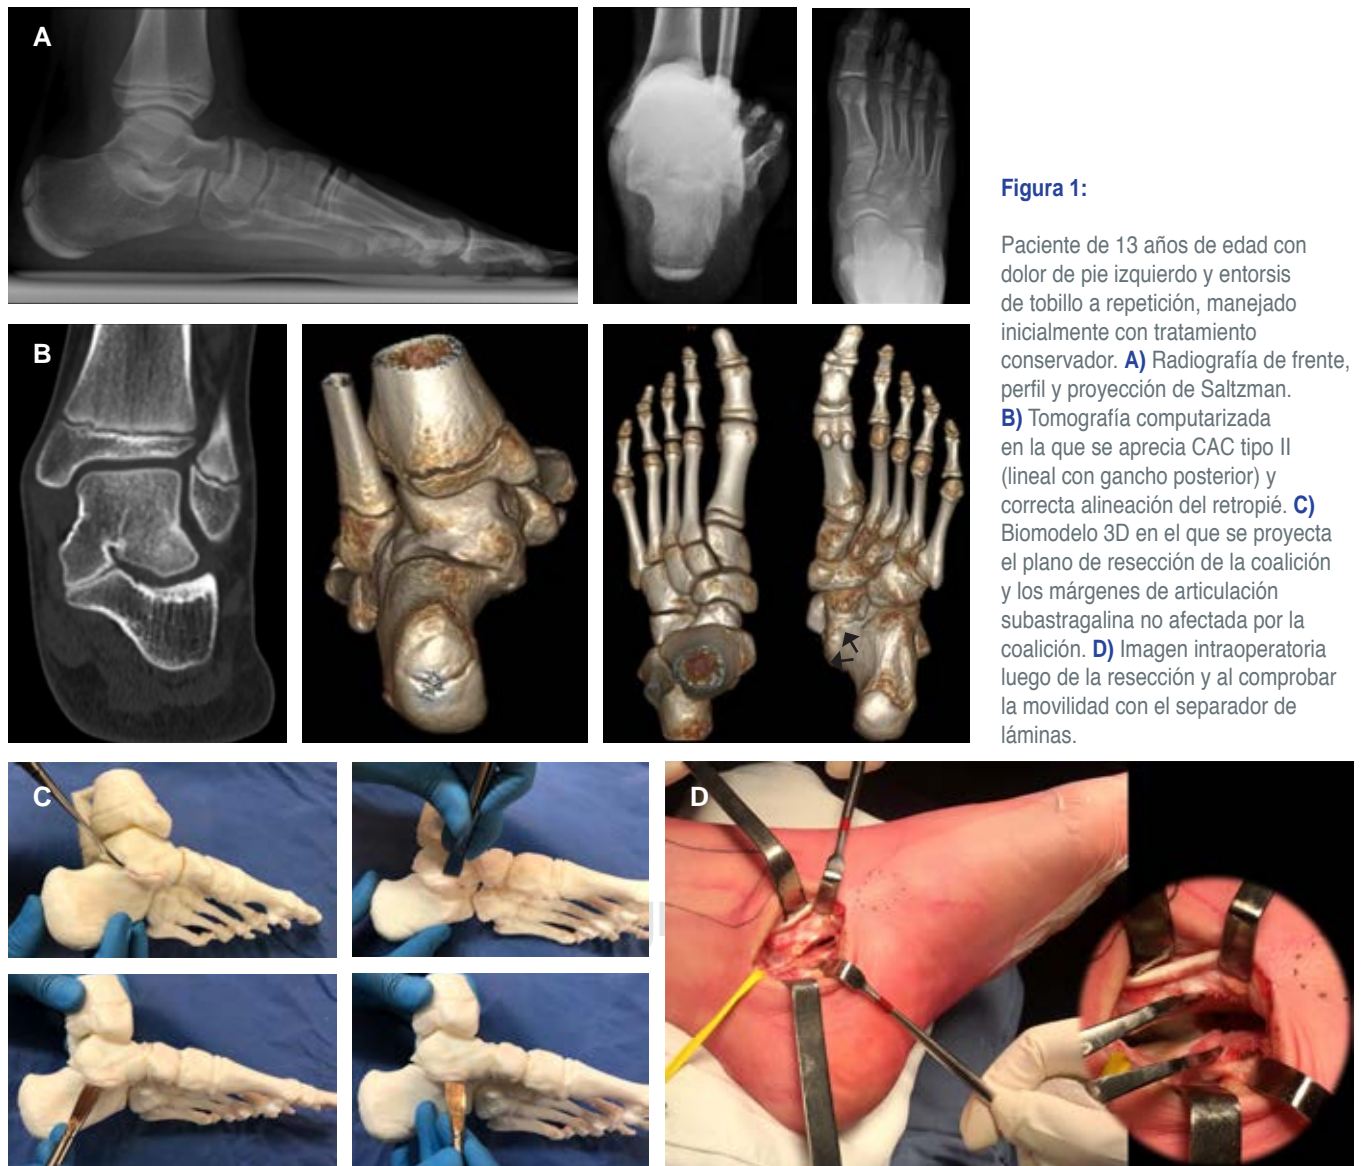 A
B
C
D
Figura 1:
Paciente de 13 años de edad con
dolor de pie izquierdo y entorsis
de tobillo a repetición, manejado
inicialmente con tratamiento
conservador. A) Radiografía de frente,
perfil y proyección de Saltzman.
B) Tomografía computarizada
en la que se aprecia CAC tipo II
(lineal con gancho posterior) y
correcta alineación del retropié. C)
Biomodelo 3D en el que se proyecta
el plano de resección de la coalición
y los márgenes de articulación
subastragalina no afectada por la
coalición. D) Imagen intraoperatoria
luego de la resección y al comprobar
la movilidad con el separador de
láminas.